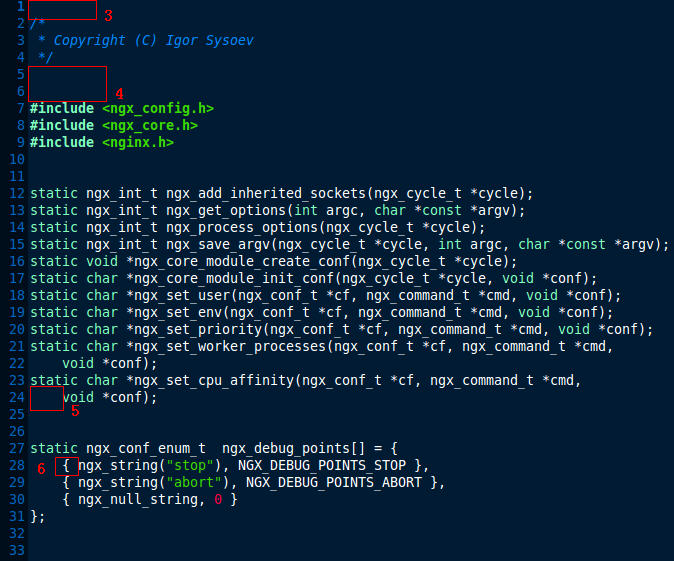 1 3
2 /*
3  * Copyright (C) Igor Sysoev
4  */
5
6 4
7 #include <ngx_config.h>
8 #include <ngx_core.h>
9 #include <nginx.h>
10
11
12 static ngx_int_t ngx_add_inherited_sockets(ngx_cycle_t *cycle);
13 static ngx_int_t ngx_get_options(int argc, char *const *argv);
14 static ngx_int_t ngx_process_options(ngx_cycle_t *cycle);
15 static ngx_int_t ngx_save_argv(ngx_cycle_t *cycle, int argc, char *const *argv);
16 static void *ngx_core_module_create_conf(ngx_cycle_t *cycle);
17 static char *ngx_core_module_init_conf(ngx_cycle_t *cycle, void *conf);
18 static char *ngx_set_user(ngx_conf_t *cf, ngx_command_t *cmd, void *conf);
19 static char *ngx_set_env(ngx_conf_t *cf, ngx_command_t *cmd, void *conf);
20 static char *ngx_set_priority(ngx_conf_t *cf, ngx_command_t *cmd, void *conf);
21 static char *ngx_set_worker_processes(ngx_conf_t *cf, ngx_command_t *cmd,
22     void *conf);
23 static char *ngx_set_cpu_affinity(ngx_conf_t *cf, ngx_command_t *cmd,
24     void *conf);
25 5
26
27 static ngx_conf_enum_t  ngx_debug_points[] = {
28 6 { ngx_string("stop"), NGX_DEBUG_POINTS_STOP },
29     { ngx_string("abort"), NGX_DEBUG_POINTS_ABORT },
30     { ngx_null_string, 0 }
31 };
32
33